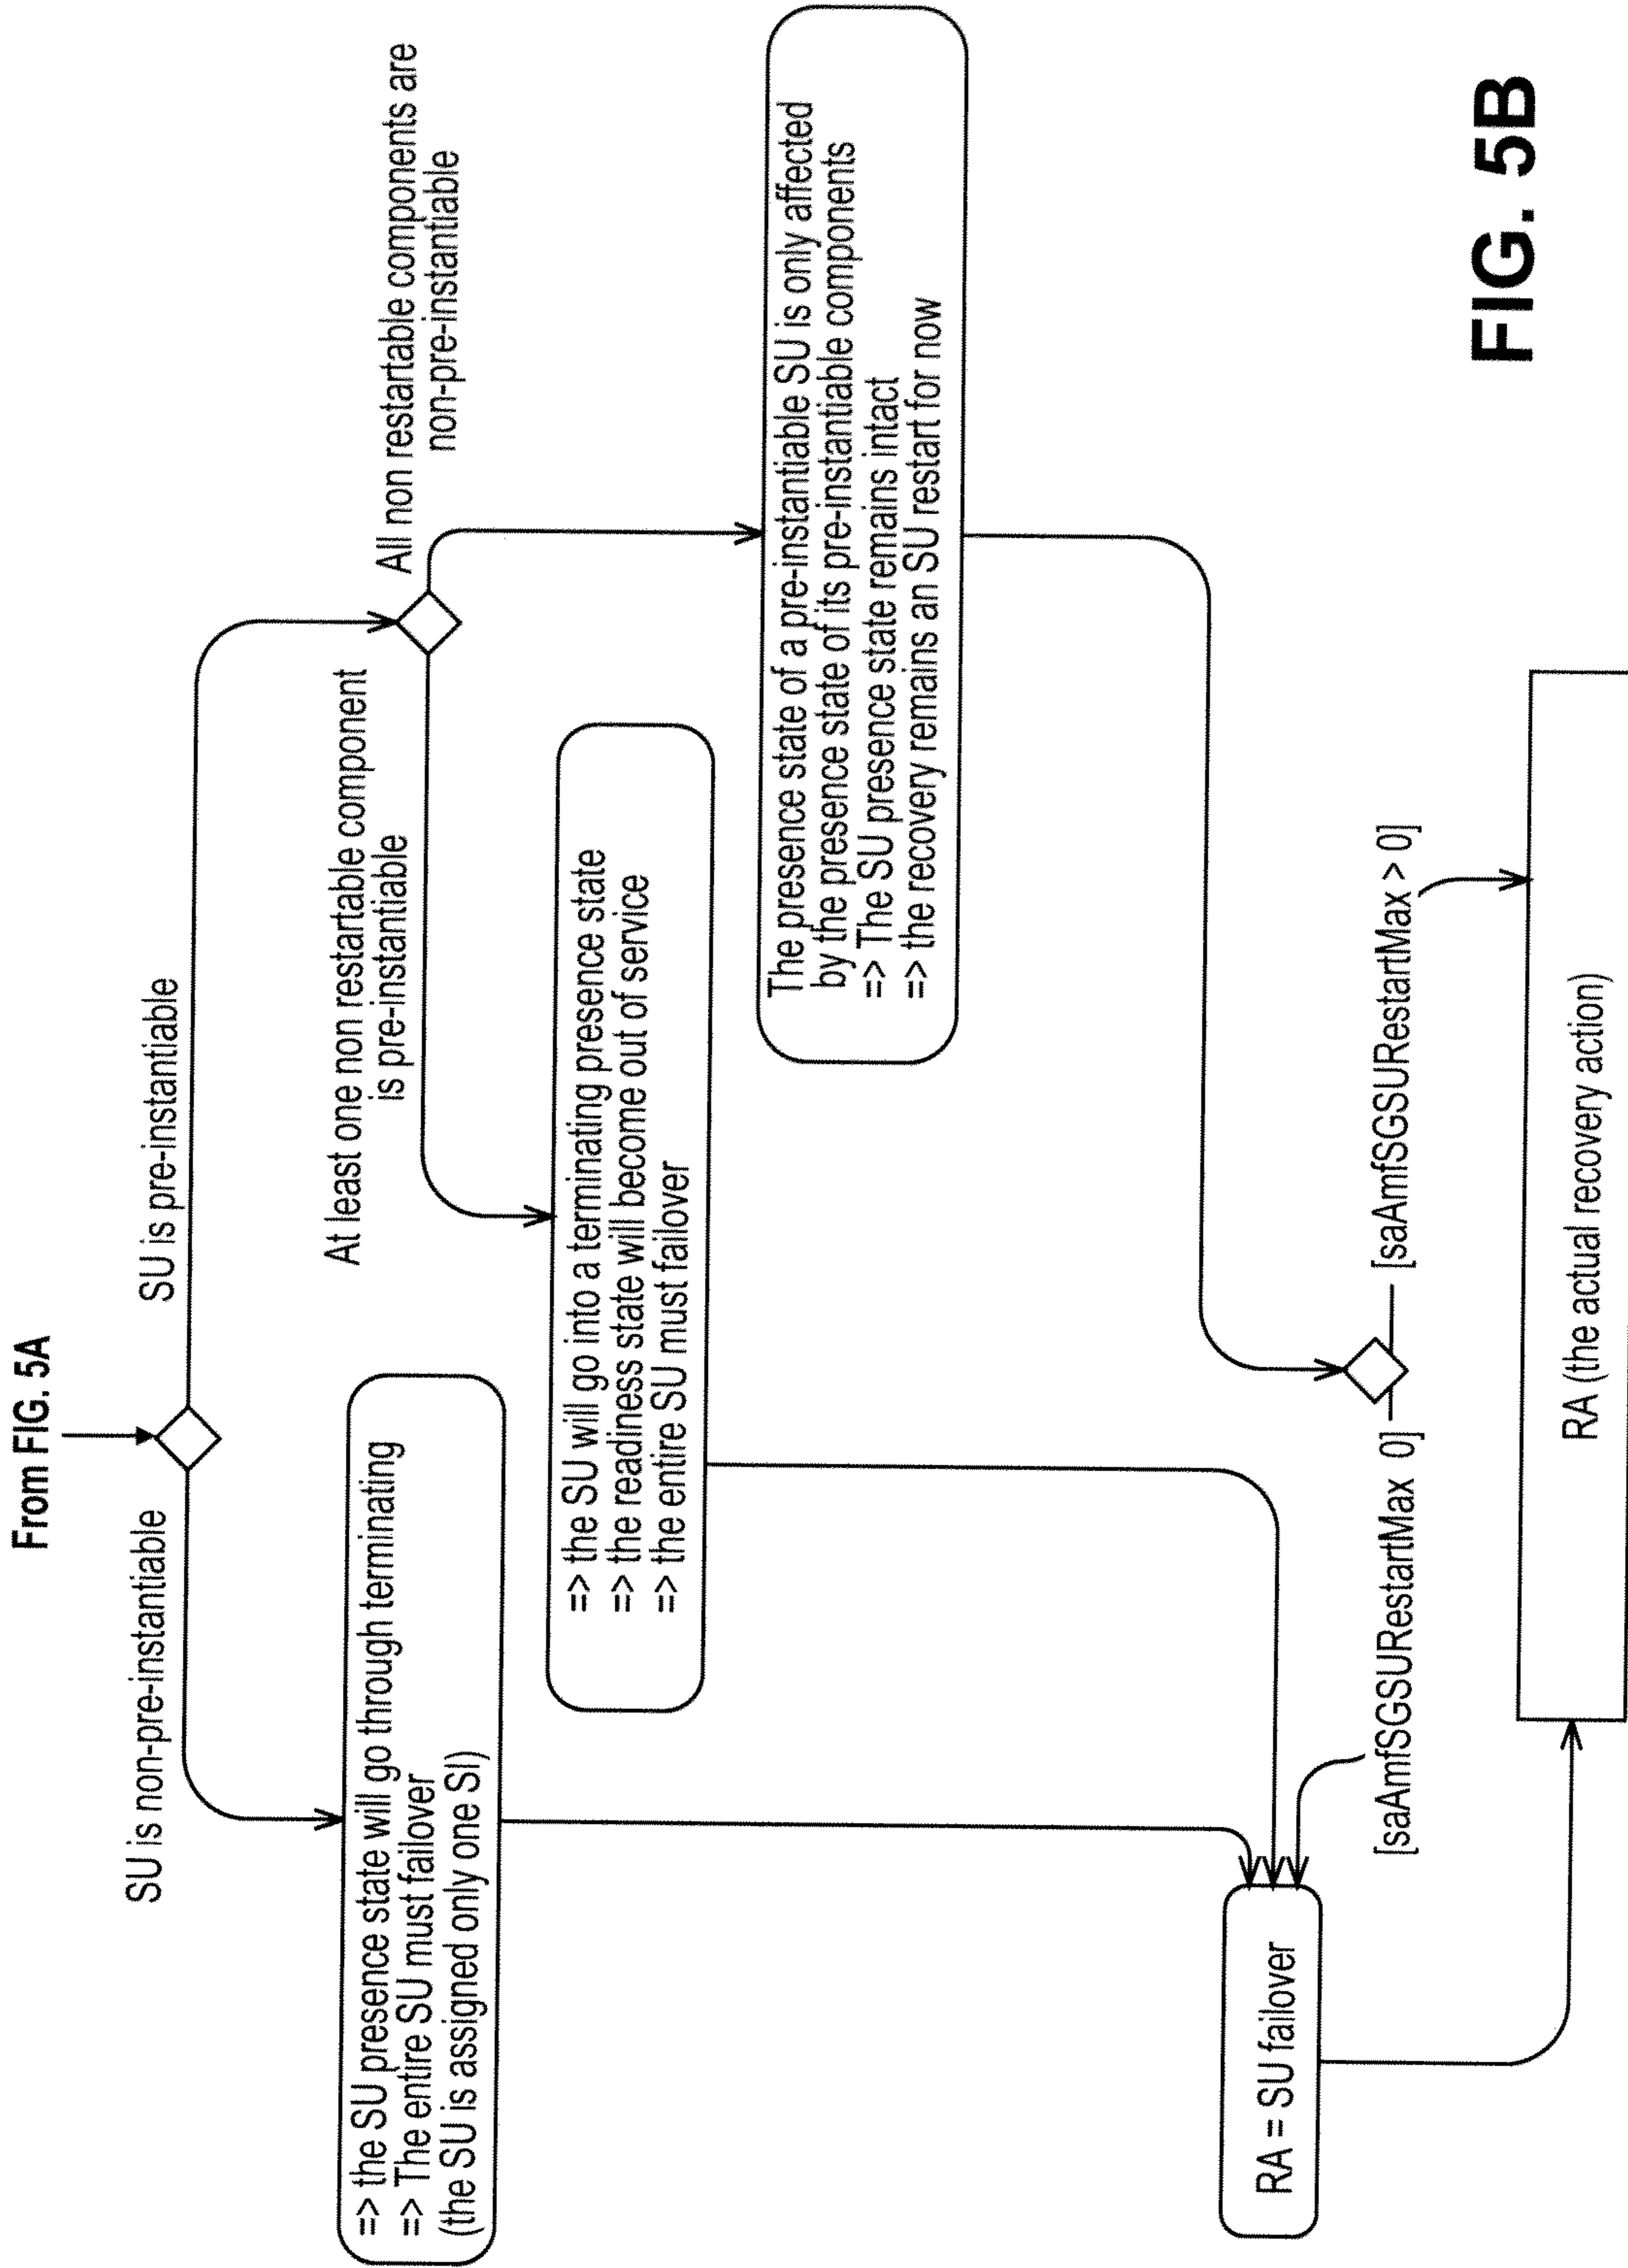 From FIG. 5A
SU is non-pre-instantiable
SU is pre-instantiable
=> the SU presence state will go through terminating
=> The entire SU must failover
(the SU is assigned only one SI)
At least one non restartable component
is pre-instantiable
All non restartable components are
non-pre-instantiable
=> the SU will go into a terminating presence state
=> the readiness state will become out of service
=> the entire SU must failover
The presence state of a pre-instantiable SU is only affected
by the presence state of its pre-instantiable components
=> The SU presence state remains intact
=> the recovery remains an SU restart for now
[saAmfSGSURestartMax 0]
[saAmfSGSURestartMax > 0]
RA = SU failover
RA (the actual recovery action)
FIG. 5B